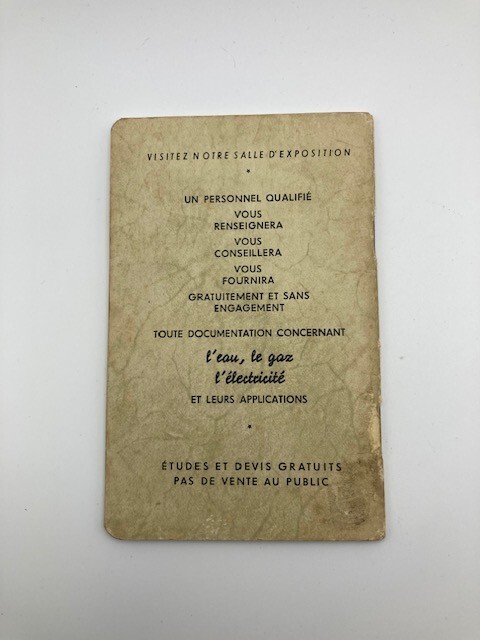 VISITEZ NOTRE SALLE D'EXPOSITION
UN PERSONNEL QUALIFIÉ
VOUS
RENSEIGNERA
VOUS
CONSEILLERA
VOUS
FOURNIRA
GRATUITEMENT ET SANS
ENGAGEMENT
TOUTE DOCUMENTATION CONCERNANT
l'eau, le gaz
l'électricité
ET LEURS APPLICATIONS
ÉTUDES ET DEVIS GRATUITS
PAS DE VENTE AU PUBLIC